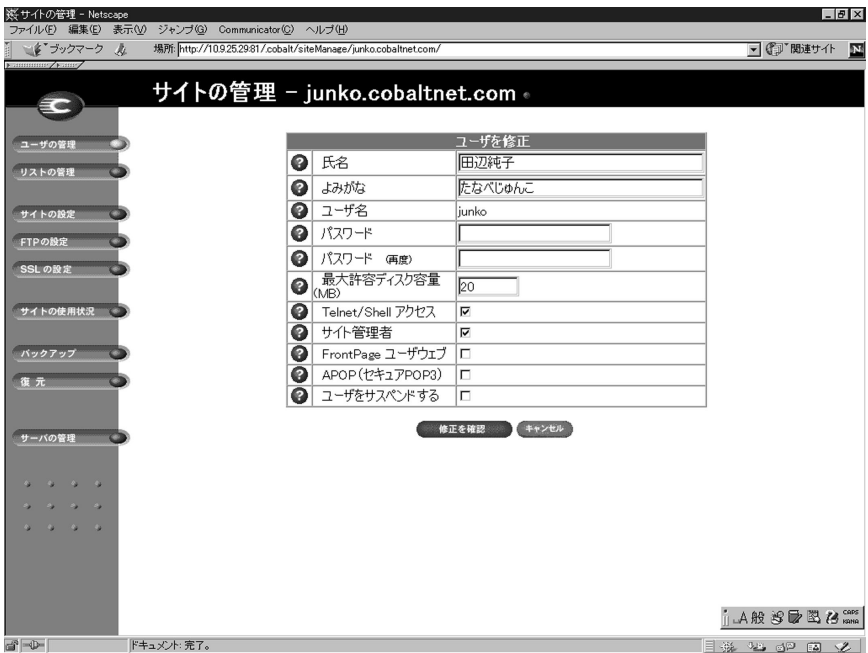 サイトの管理 - Netscape
ファイル(F) 編集(E) 表示(V) ジャンプ(G) Communicator(C) ヘルプ(H)
ブックマーク 場所: http://10.9.25.29:81/.cobalt/siteManage/junko.cobaltnet.com/ 関連サイト N
サイトの管理 - junko.cobaltnet.com
ユーザの管理
リストの管理
サイトの設定
FTPの設定
SSL の設定
サイトの使用状況
バックアップ
復 元
サーバの管理
ユーザを修正
? 氏名 田辺純子
? よみがな たなべじゅんこ
? ユーザ名 junko
? パスワード
? パスワード (再度)
? 最大許容ディスク容量
(MB) 20
? Telnet/Shell アクセス
? サイト管理者
? FrontPage ユーザウェブ
? APOP(セキュアPOP3)
? ユーザをサスペンドする
修正を確認 キャンセル
A 般 CAPS
KANA
ドキュメント: 完了。